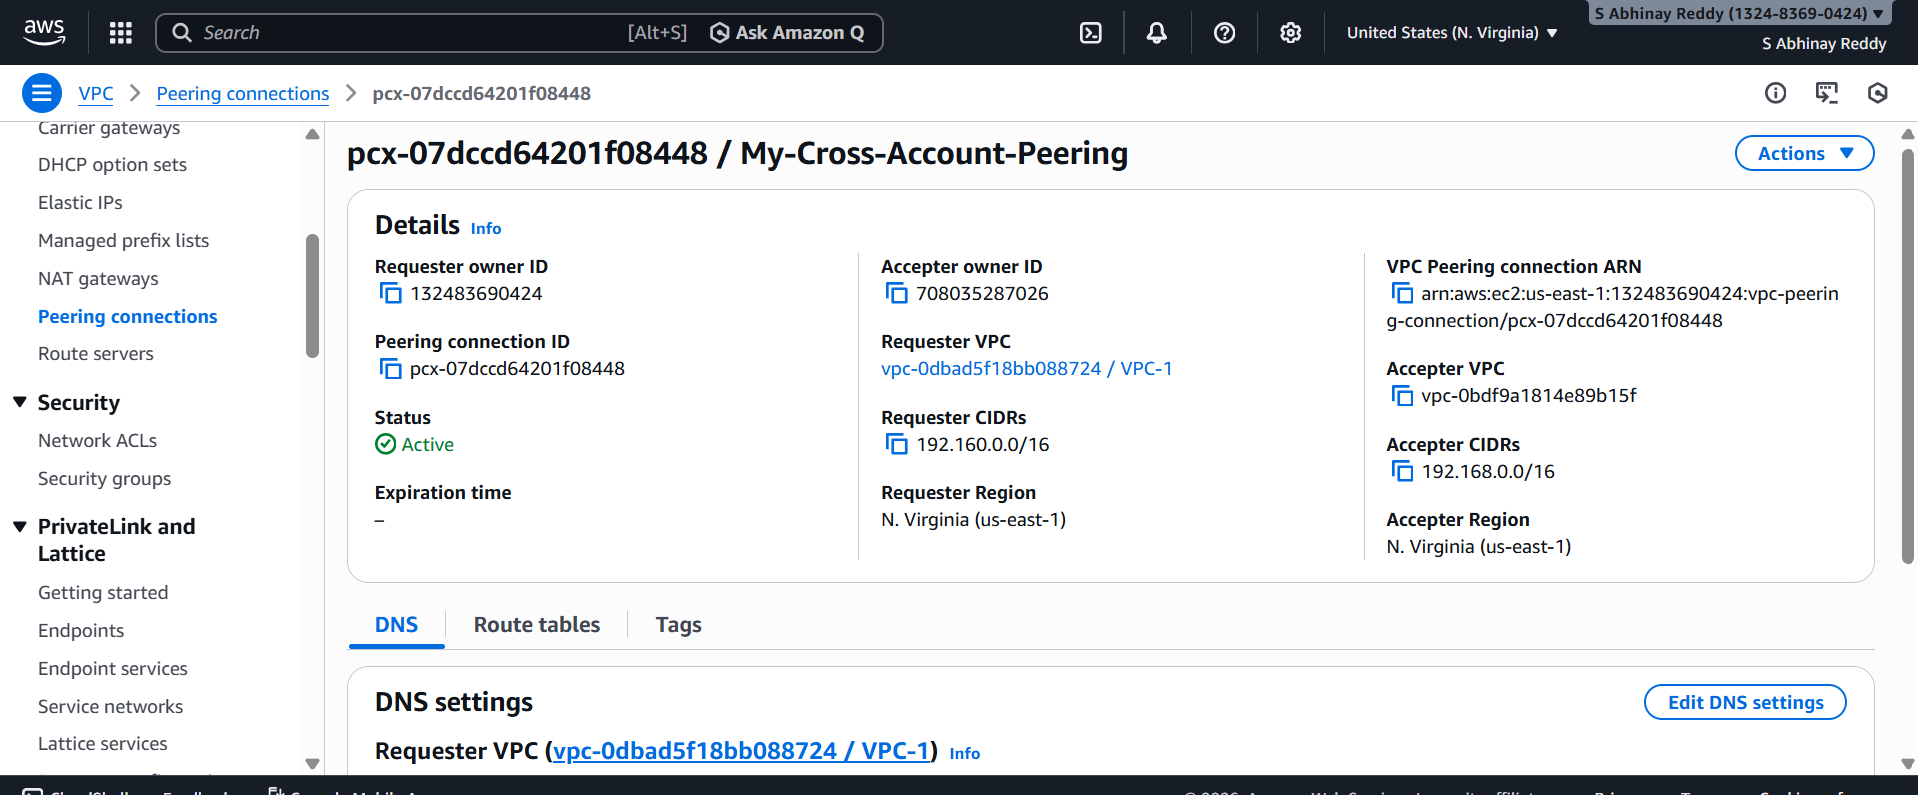 aws
Search
[Alt+S]
Ask Amazon Q
United States (N. Virginia)
S Abhinay Reddy (1324-8369-0424)
S Abhinay Reddy
VPC
Peering connections
pcx-07dccd64201f08448
Carrier gateways
DHCP option sets
Elastic IPs
Managed prefix lists
NAT gateways
Peering connections
Route servers
Security
Network ACLs
Security groups
PrivateLink and
Lattice
Getting started
Endpoints
Endpoint services
Service networks
Lattice services
pcx-07dccd64201f08448 / My-Cross-Account-Peering
Actions
Details Info
Requester owner ID
132483690424
Peering connection ID
pcx-07dccd64201f08448
Status
Active
Expiration time
–
Accepter owner ID
708035287026
Requester VPC
vpc-0dbad5f18bb088724 / VPC-1
Requester CIDRs
192.160.0.0/16
Requester Region
N. Virginia (us-east-1)
VPC Peering connection ARN
arn:aws:ec2:us-east-1:132483690424:vpc-peerin
g-connection/pcx-07dccd64201f08448
Accepter VPC
vpc-0bdf9a1814e89b15f
Accepter CIDRs
192.168.0.0/16
Accepter Region
N. Virginia (us-east-1)
DNS
Route tables
Tags
DNS settings
Edit DNS settings
Requester VPC (vpc-0dbad5f18bb088724 / VPC-1) Info